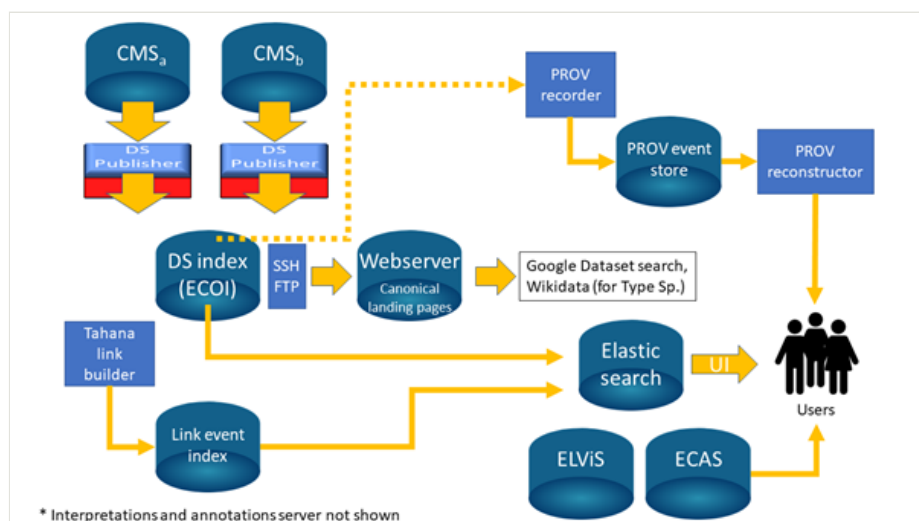 CMSa
CMSb
PROV
recorder
DS
Publisher
DS
Publisher
PROV event
store
PROV
reconstructor
DS index
(ECOI)
SSH
FTP
Webserver
Canonical
landing pages
Google Dataset search,
Wikidata (for Type Sp.)
Tahana
link
builder
Elastic
search
UI
Users
Link event
index
ELViS
ECAS
* Interpretations and annotations server not shown